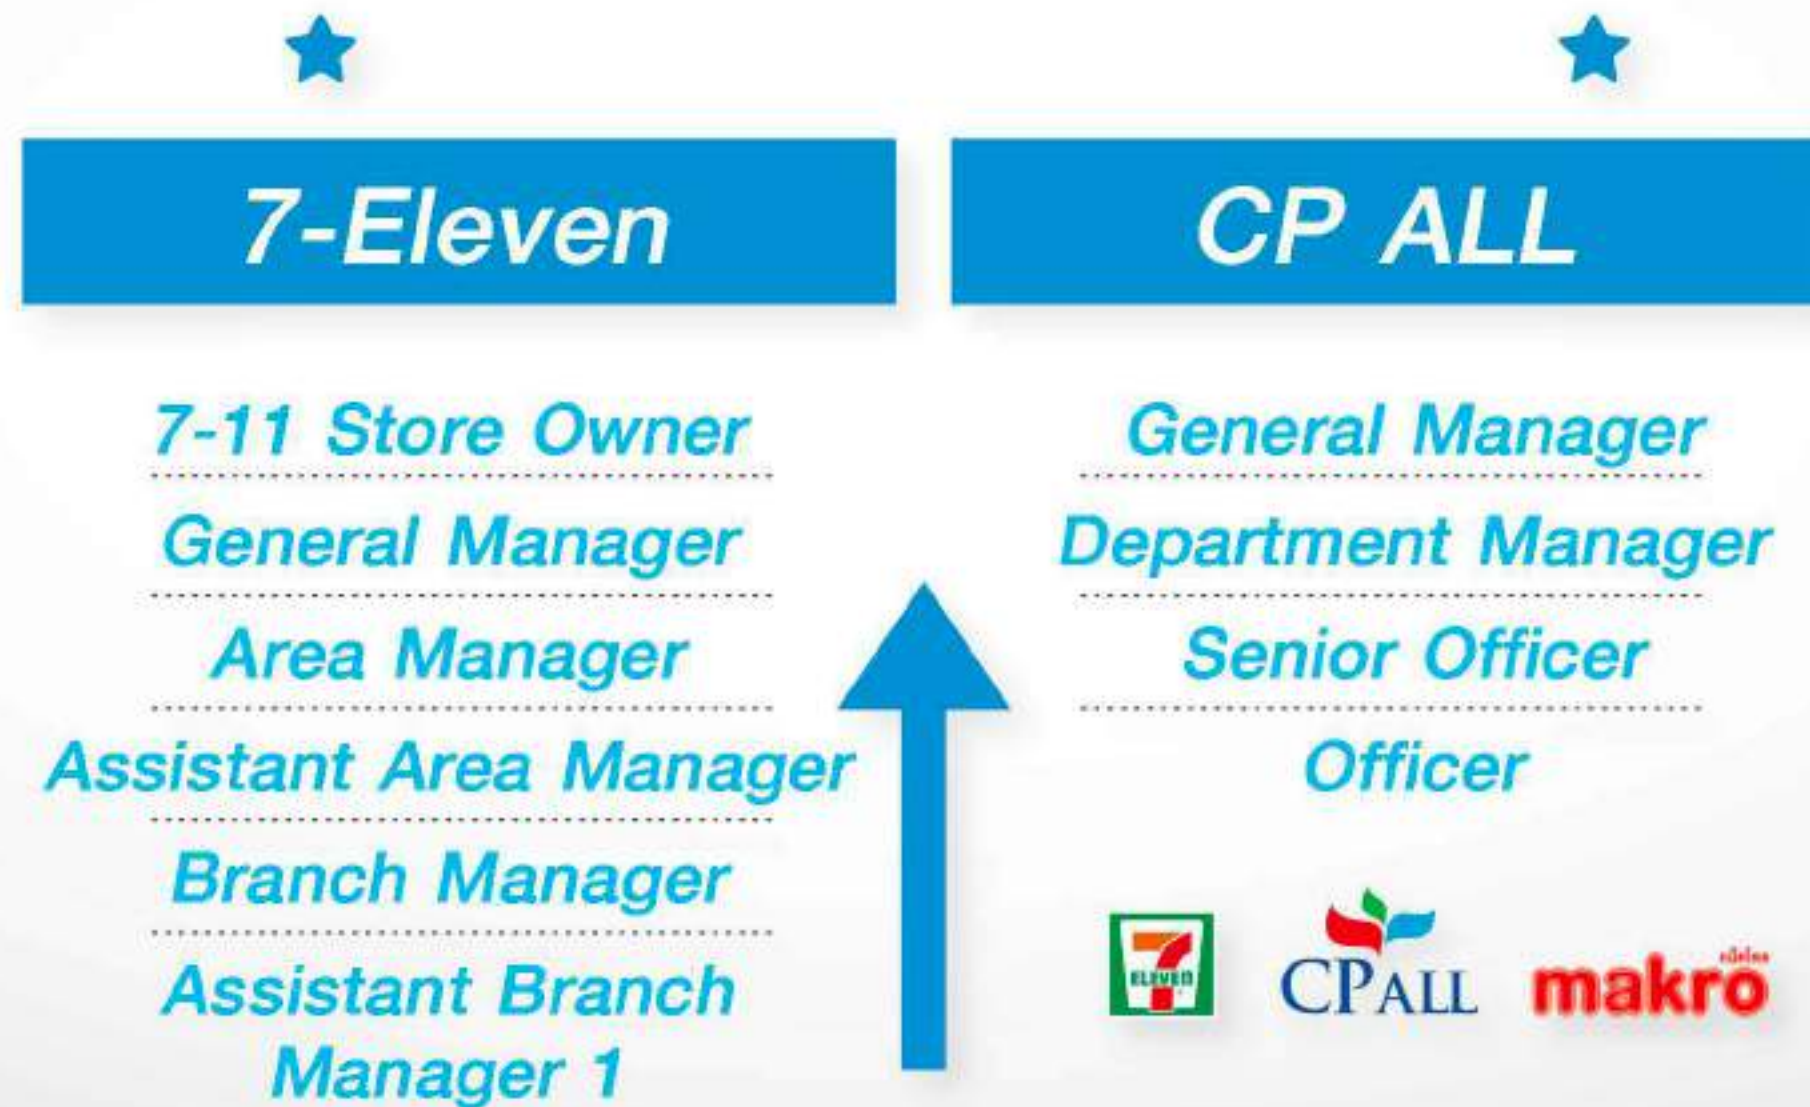 7-Eleven
7-11 Store Owner
General Manager
Area Manager
Assistant Area Manager
Branch Manager
Assistant Branch
Manager 1
CP ALL
General Manager
Department Manager
Senior Officer
Officer
7
ELEVEN
CPALL
makro